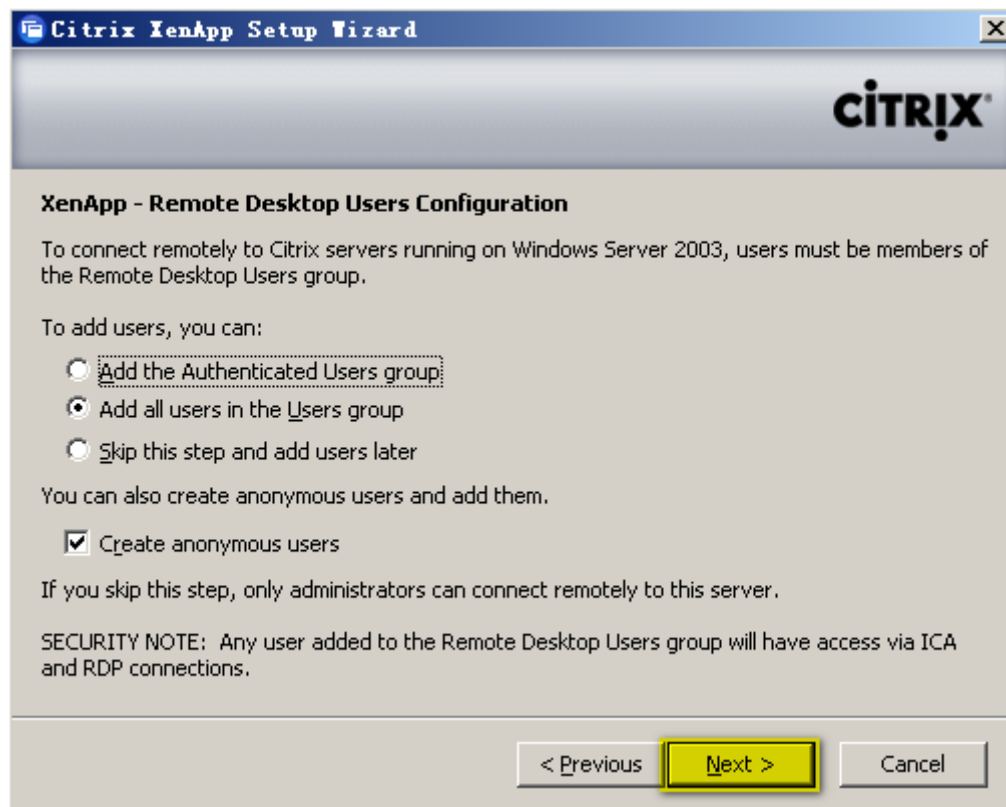 Citrix XenApp Setup Wizard
CİTRIX
XenApp - Remote Desktop Users Configuration
To connect remotely to Citrix servers running on Windows Server 2003, users must be members of
the Remote Desktop Users group.
To add users, you can:
Add the Authenticated Users group
Add all users in the Users group
Skip this step and add users later
You can also create anonymous users and add them.
Create anonymous users
If you skip this step, only administrators can connect remotely to this server.
SECURITY NOTE: Any user added to the Remote Desktop Users group will have access via ICA
and RDP connections.
< Previous
Next >
Cancel